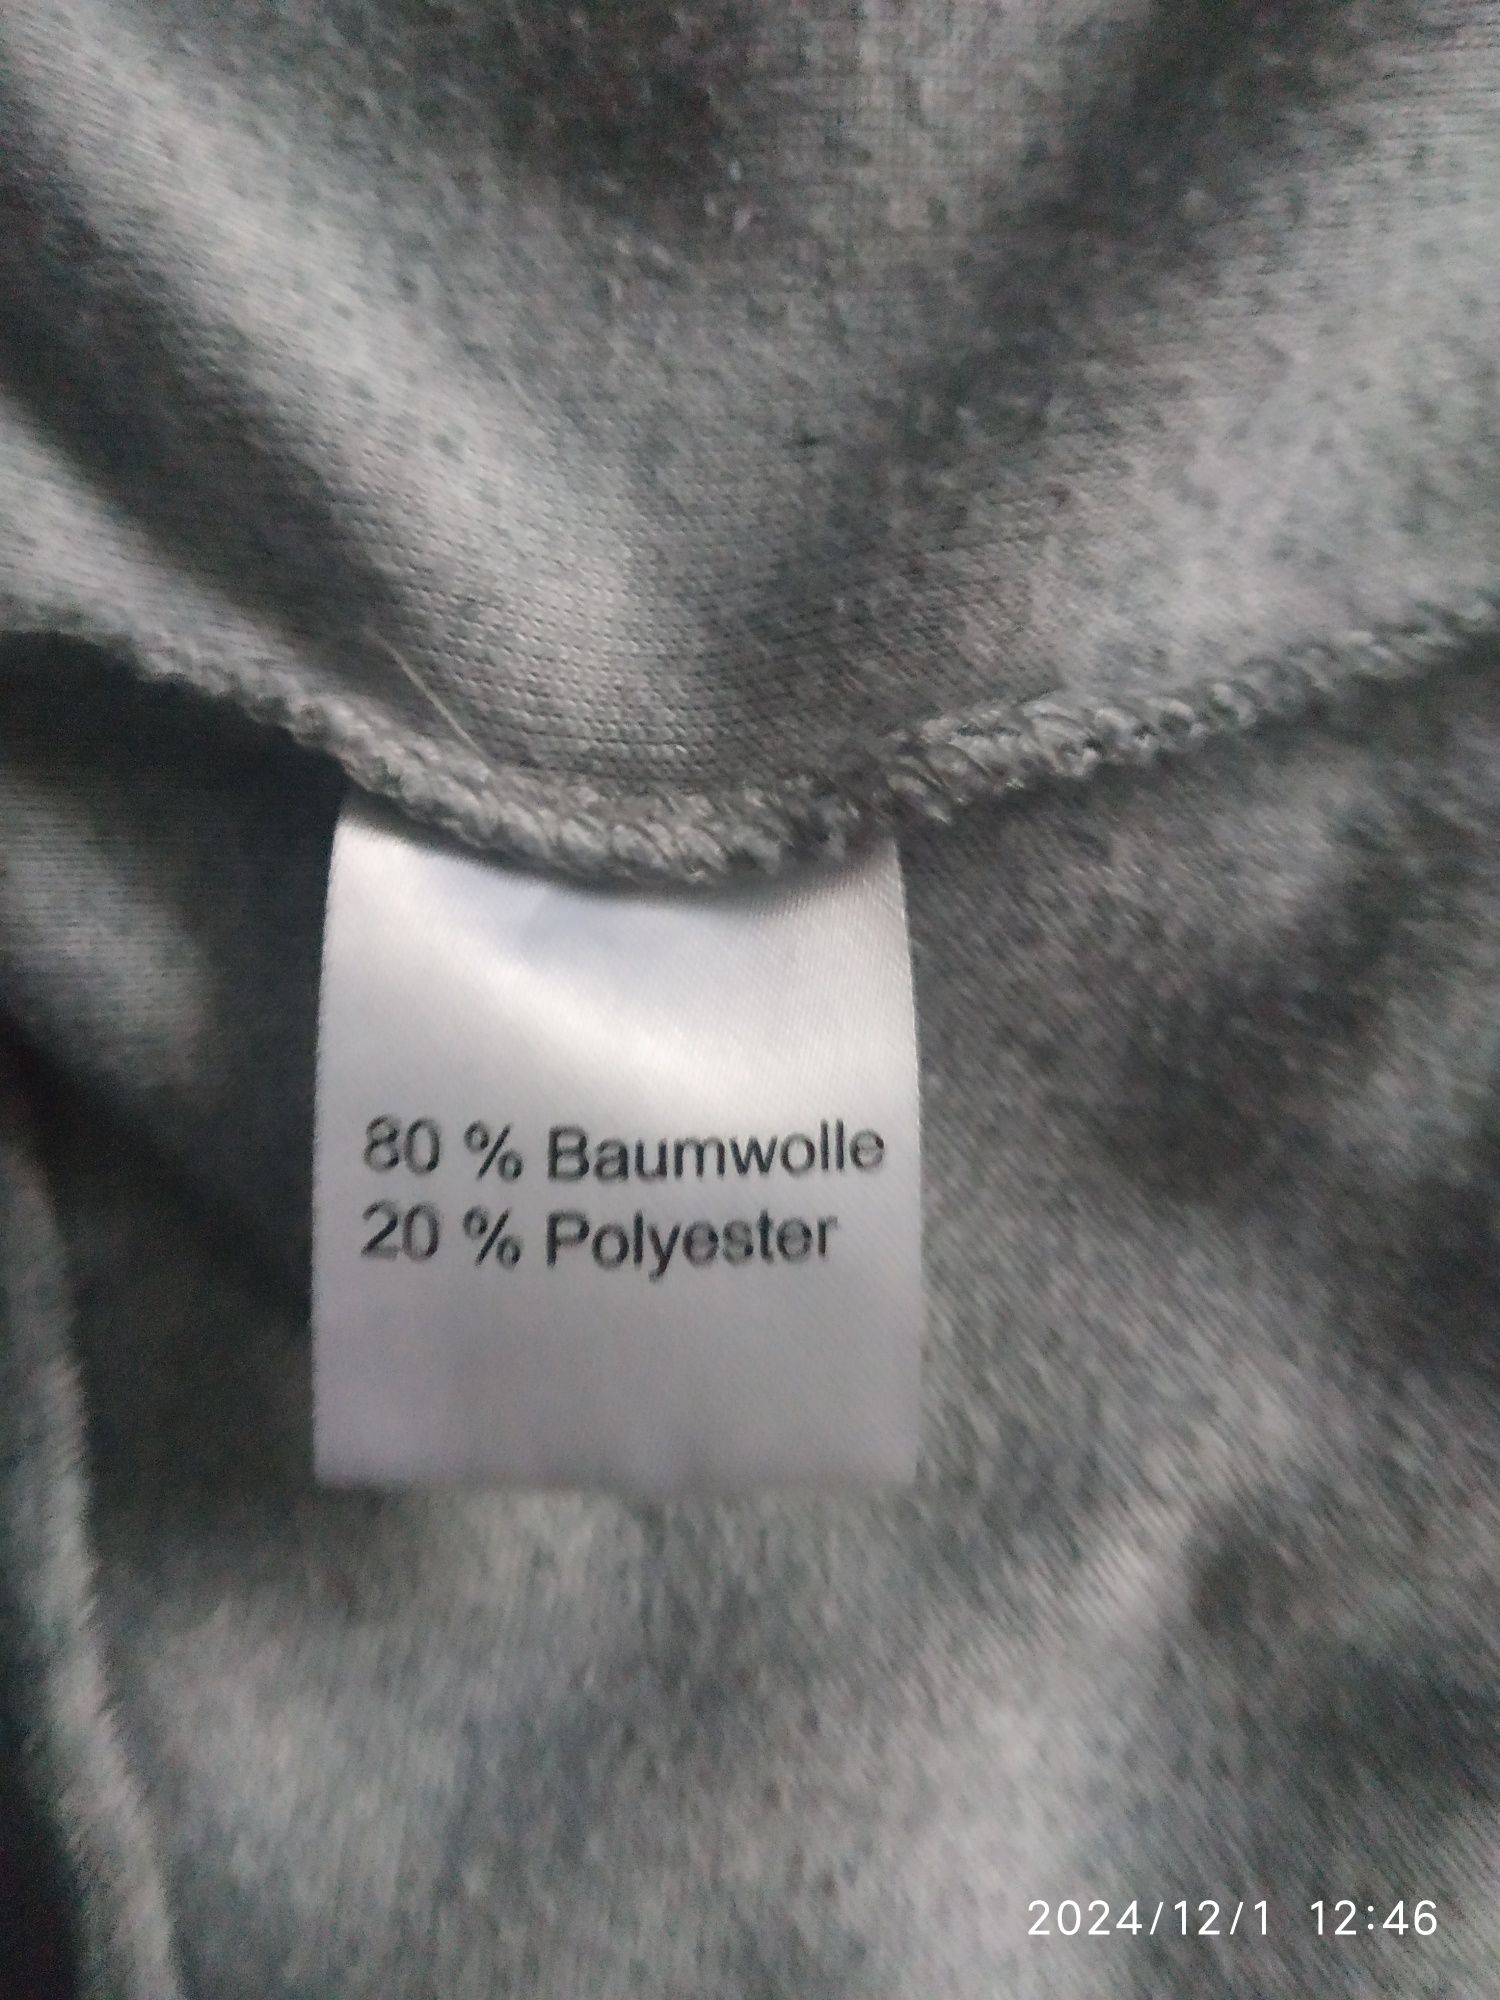 80 % Baumwolle
20 % Polyester
2024/12/1 12:46